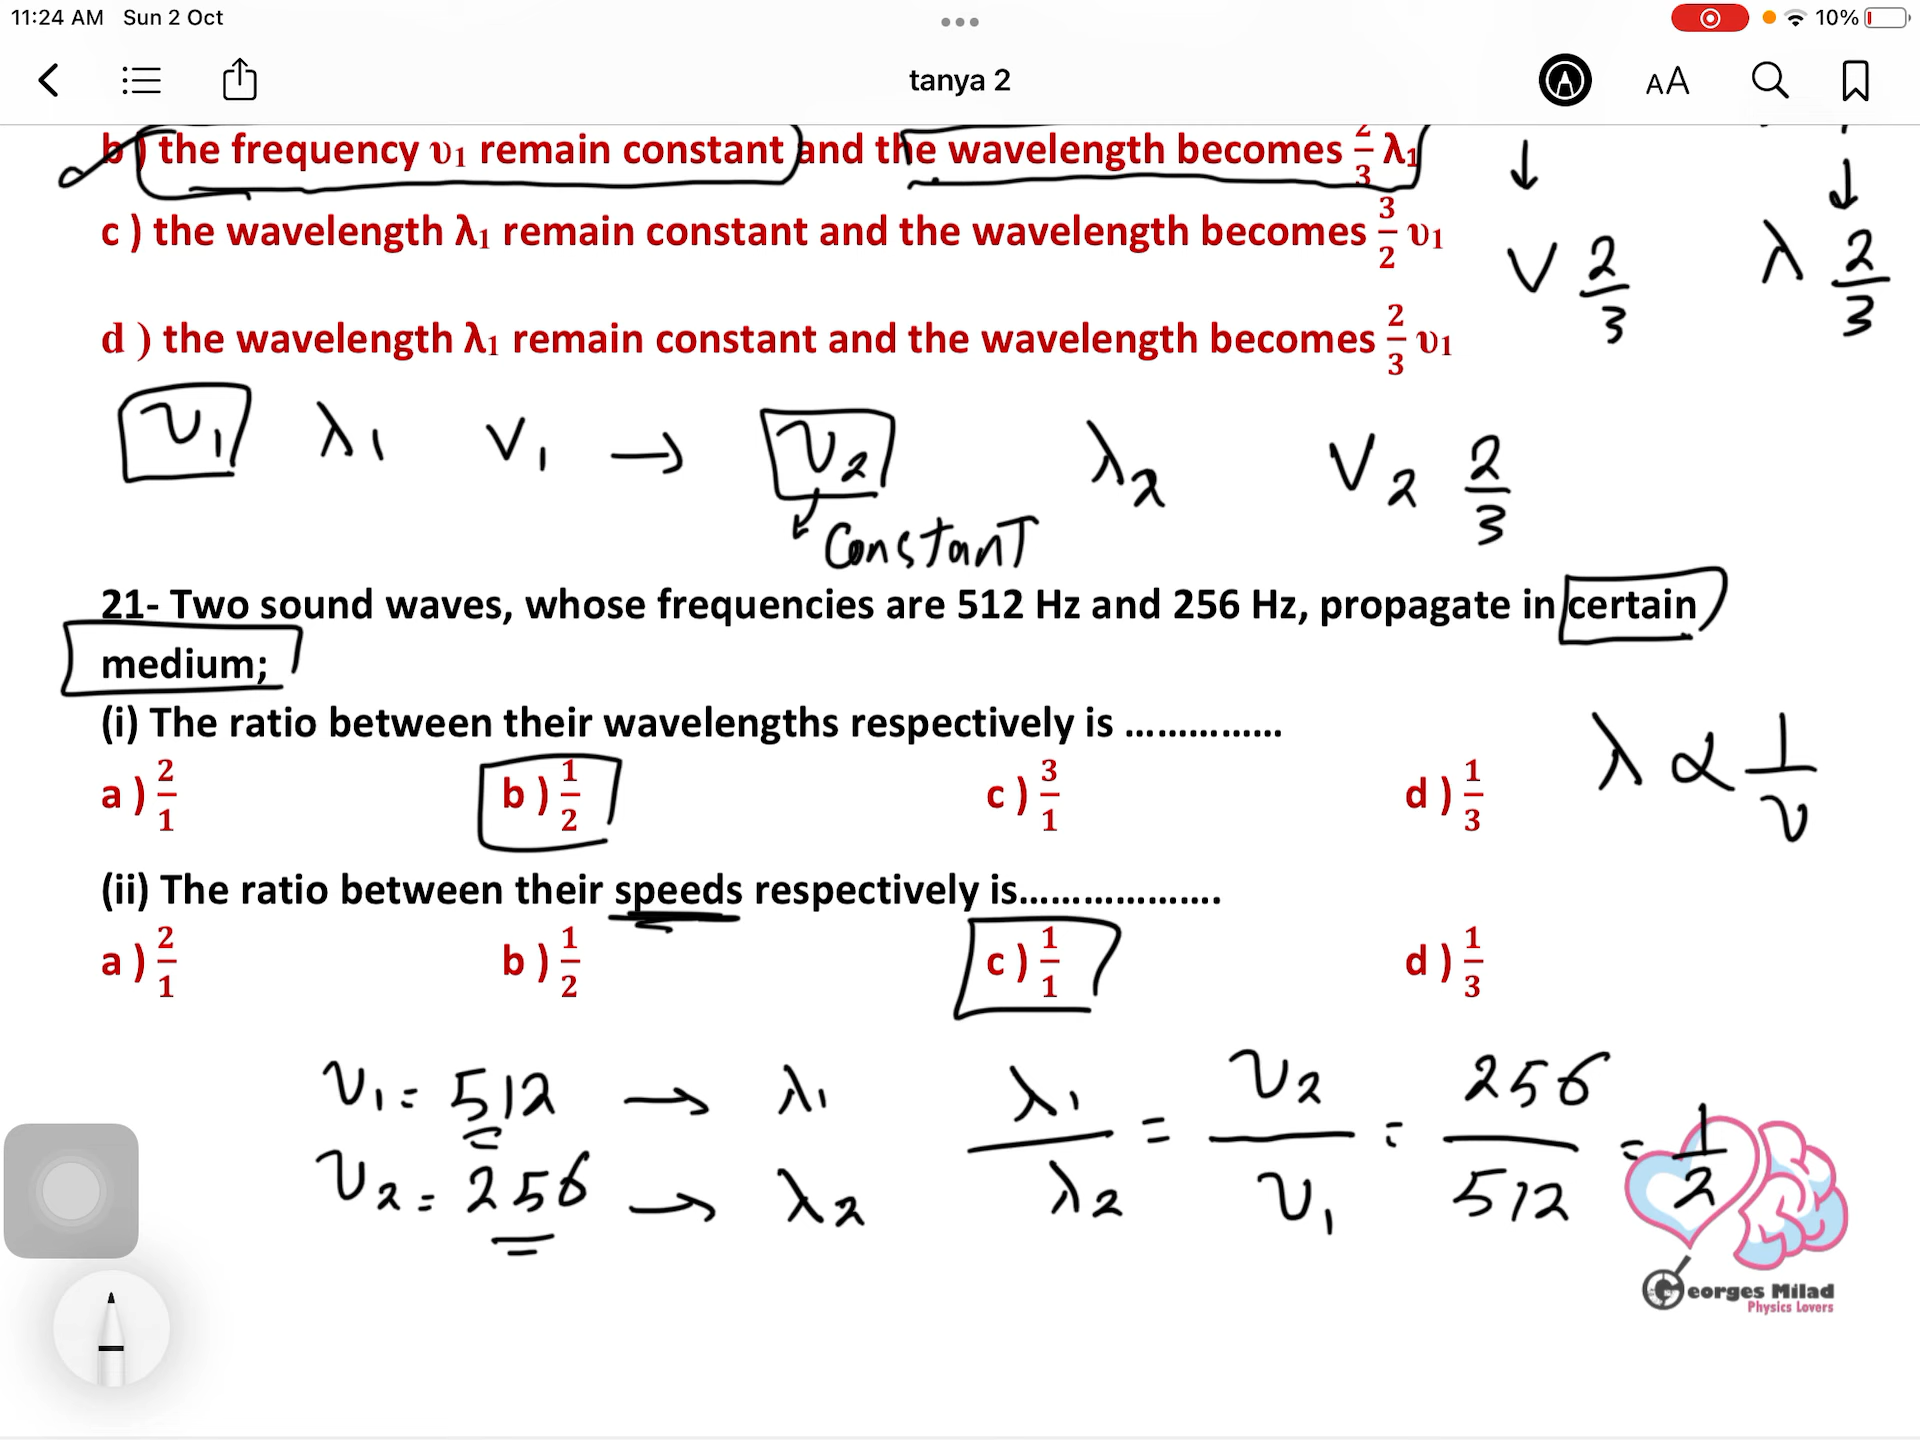 11:24 AM Sun 2 Oct
10%
tanya 2
AA
b) the frequency υ₁ remain constant and the wavelength becomes 2/3 λ₁
c ) the wavelength λ₁ remain constant and the wavelength becomes 3/2 υ₁
d ) the wavelength λ₁ remain constant and the wavelength becomes 2/3 υ₁
V 2/3 λ 2/3
υ₁ λ₁ V₁ → υ₂ λ₂ V₂ 2/3
Constant
21- Two sound waves, whose frequencies are 512 Hz and 256 Hz, propagate in certain
medium;
(i) The ratio between their wavelengths respectively is ...............
a ) 2/1 b ) 1/2 c ) 3/1 d ) 1/3
λ ∝ 1/υ
(ii) The ratio between their speeds respectively is...................
a ) 2/1 b ) 1/2 c ) 1/1 d ) 1/3
υ₁ = 512 → λ₁ λ₁/λ₂ = υ₂/υ₁ = 256/512 = 1/2
υ₂ = 256 → λ₂
Georges Milad
Physics Lovers